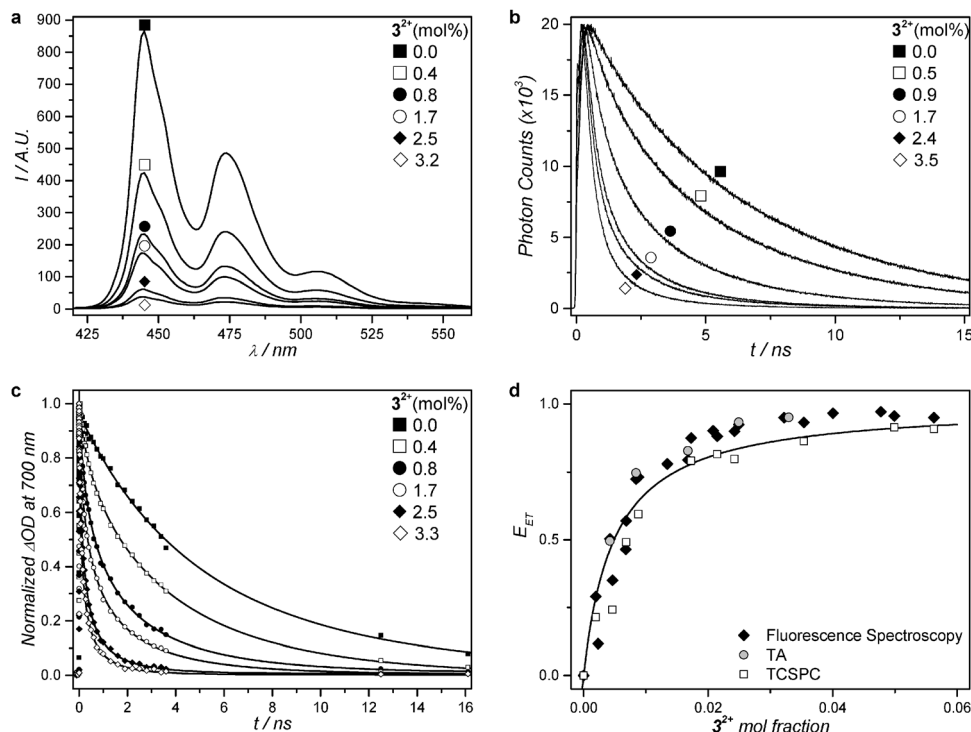 a
3²⁺(mol%)
0.0
0.4
0.8
1.7
2.5
3.2
900
800
700
600
500
400
300
200
100
0
I / A.U.
425 450 475 500 525 550
λ / nm
b
3²⁺(mol%)
0.0
0.5
0.9
1.7
2.4
3.5
20
15
10
5
0
Photon Counts (x10³)
0 5 10 15
t / ns
c
3²⁺(mol%)
0.0
0.4
0.8
1.7
2.5
3.3
1.0
0.8
0.6
0.4
0.2
0.0
Normalized ΔOD at 700 nm
0 2 4 6 8 10 12 14 16
t / ns
d
1.0
0.5
0.0
E_ET
Fluorescence Spectroscopy
TA
TCSPC
0.00 0.02 0.04 0.06
3²⁺ mol fraction